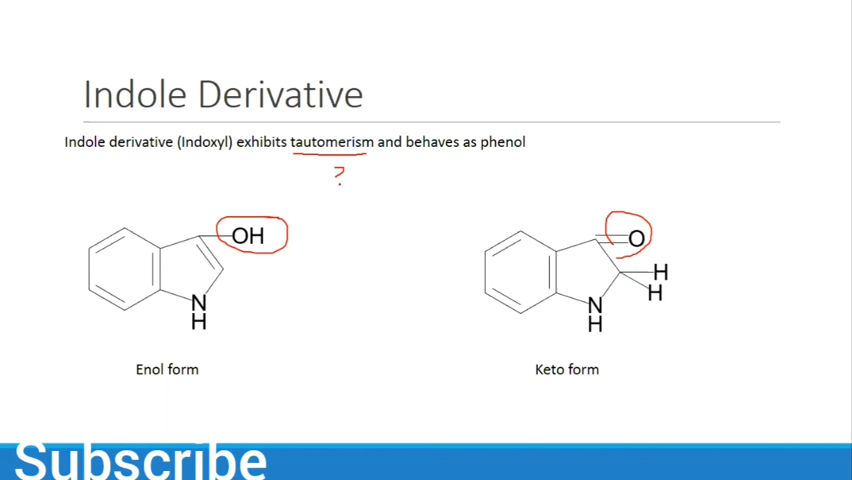 Indole Derivative
Indole derivative (Indoxyl) exhibits tautomerism and behaves as phenol
?
OH
O
H
H
N
H
N
H
Enol form
Keto form
Subscribe